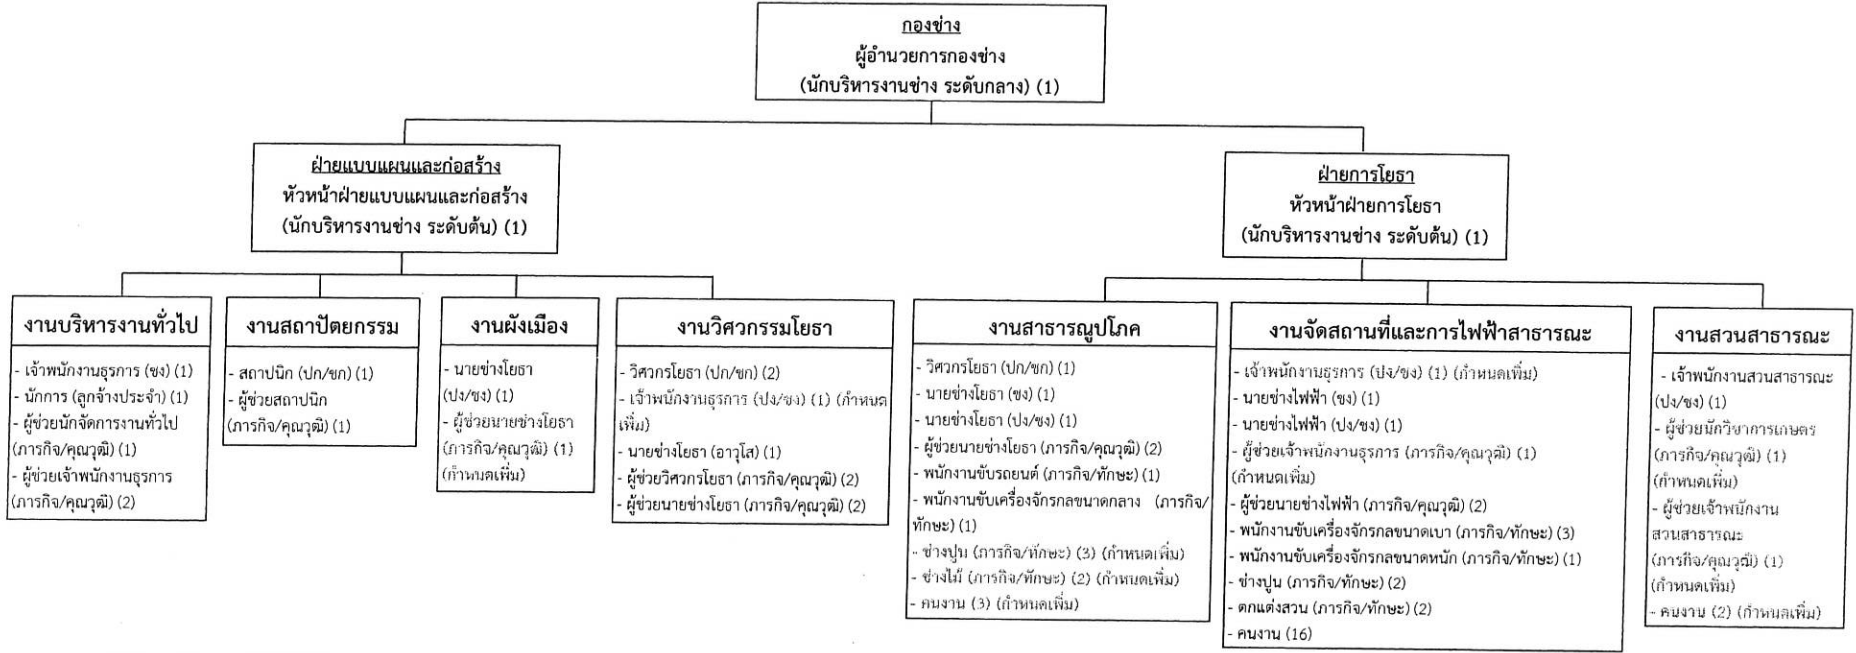 กองช่าง
ผู้อำนวยการกองช่าง
(นักบริหารงานช่าง ระดับกลาง) (1)
ฝ่ายแบบแผนและก่อสร้าง
หัวหน้าฝ่ายแบบแผนและก่อสร้าง
(นักบริหารงานช่าง ระดับต้น) (1)
ฝ่ายการโยธา
หัวหน้าฝ่ายการโยธา
(นักบริหารงานช่าง ระดับต้น) (1)
งานบริหารงานทั่วไป
- เจ้าพนักงานธุรการ (ชง) (1)
- นักการ (ลูกจ้างประจำ) (1)
- ผู้ช่วยนักจัดการงานทั่วไป
(ภารกิจ/คุณวุฒิ) (1)
- ผู้ช่วยเจ้าพนักงานธุรการ
(ภารกิจ/คุณวุฒิ) (2)
งานสถาปัตยกรรม
- สถาปนิก (ปก/ชก) (1)
- ผู้ช่วยสถาปนิก
(ภารกิจ/คุณวุฒิ) (1)
งานผังเมือง
- นายช่างโยธา
(ปง/ชง) (1)
- ผู้ช่วยนายช่างโยธา
(ภารกิจ/คุณวุฒิ) (1)
(กำหนดเพิ่ม)
งานวิศวกรรมโยธา
- วิศวกรโยธา (ปก/ชก) (2)
- เจ้าพนักงานธุรการ (ปง/ชง) (1) (กำหนด
เพิ่ม)
- นายช่างโยธา (อาวุโส) (1)
- ผู้ช่วยวิศวกรโยธา (ภารกิจ/คุณวุฒิ) (2)
- ผู้ช่วยนายช่างโยธา (ภารกิจ/คุณวุฒิ) (2)
งานสาธารณูปโภค
- วิศวกรโยธา (ปก/ชก) (1)
- นายช่างโยธา (ชง) (1)
- นายช่างโยธา (ปง/ชง) (1)
- ผู้ช่วยนายช่างโยธา (ภารกิจ/คุณวุฒิ) (2)
- พนักงานขับรถยนต์ (ภารกิจ/ทักษะ) (1)
- พนักงานขับเครื่องจักรกลขนาดกลาง (ภารกิจ/
ทักษะ) (1)
- ช่างปูน (ภารกิจ/ทักษะ) (3) (กำหนดเพิ่ม)
- ช่างไม้ (ภารกิจ/ทักษะ) (2) (กำหนดเพิ่ม)
- คนงาน (3) (กำหนดเพิ่ม)
งานจัดสถานที่และการไฟฟ้าสาธารณะ
- เจ้าพนักงานธุรการ (ปง/ชง) (1) (กำหนดเพิ่ม)
- นายช่างไฟฟ้า (ชง) (1)
- นายช่างไฟฟ้า (ปง/ชง) (1)
- ผู้ช่วยเจ้าพนักงานธุรการ (ภารกิจ/คุณวุฒิ) (1)
(กำหนดเพิ่ม)
- ผู้ช่วยนายช่างไฟฟ้า (ภารกิจ/คุณวุฒิ) (2)
- พนักงานขับเครื่องจักรกลขนาดเบา (ภารกิจ/ทักษะ) (3)
- พนักงานขับเครื่องจักรกลขนาดหนัก (ภารกิจ/ทักษะ) (1)
- ช่างปูน (ภารกิจ/ทักษะ) (2)
- ตกแต่งสวน (ภารกิจ/ทักษะ) (2)
- คนงาน (16)
งานสวนสาธารณะ
- เจ้าพนักงานสวนสาธารณะ
(ปง/ชง) (1)
- ผู้ช่วยนักวิชาการเกษตร
(ภารกิจ/คุณวุฒิ) (1)
(กำหนดเพิ่ม)
- ผู้ช่วยเจ้าพนักงาน
สวนสาธารณะ
(ภารกิจ/คุณวุฒิ) (1)
(กำหนดเพิ่ม)
- คนงาน (2) (กำหนดเพิ่ม)